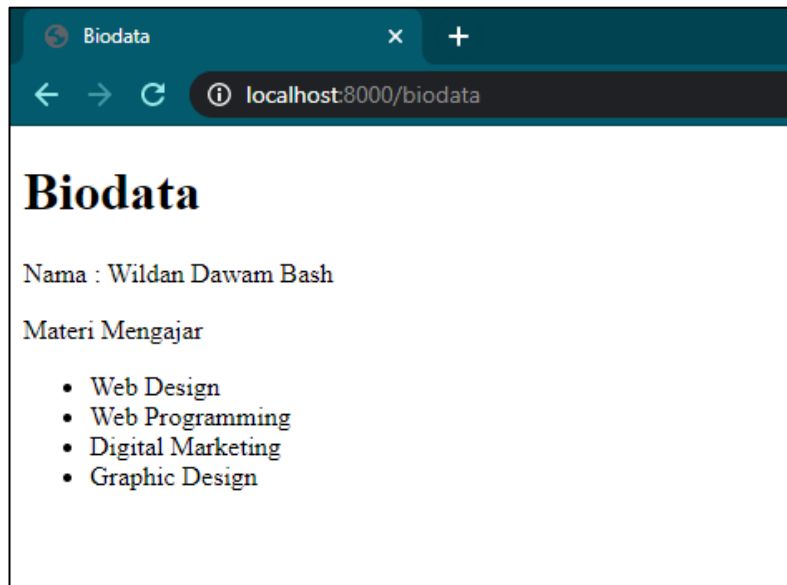 Biodata
localhost:8000/biodata
Biodata
Nama : Wildan Dawam Bash
Materi Mengajar
• Web Design
• Web Programming
• Digital Marketing
• Graphic Design